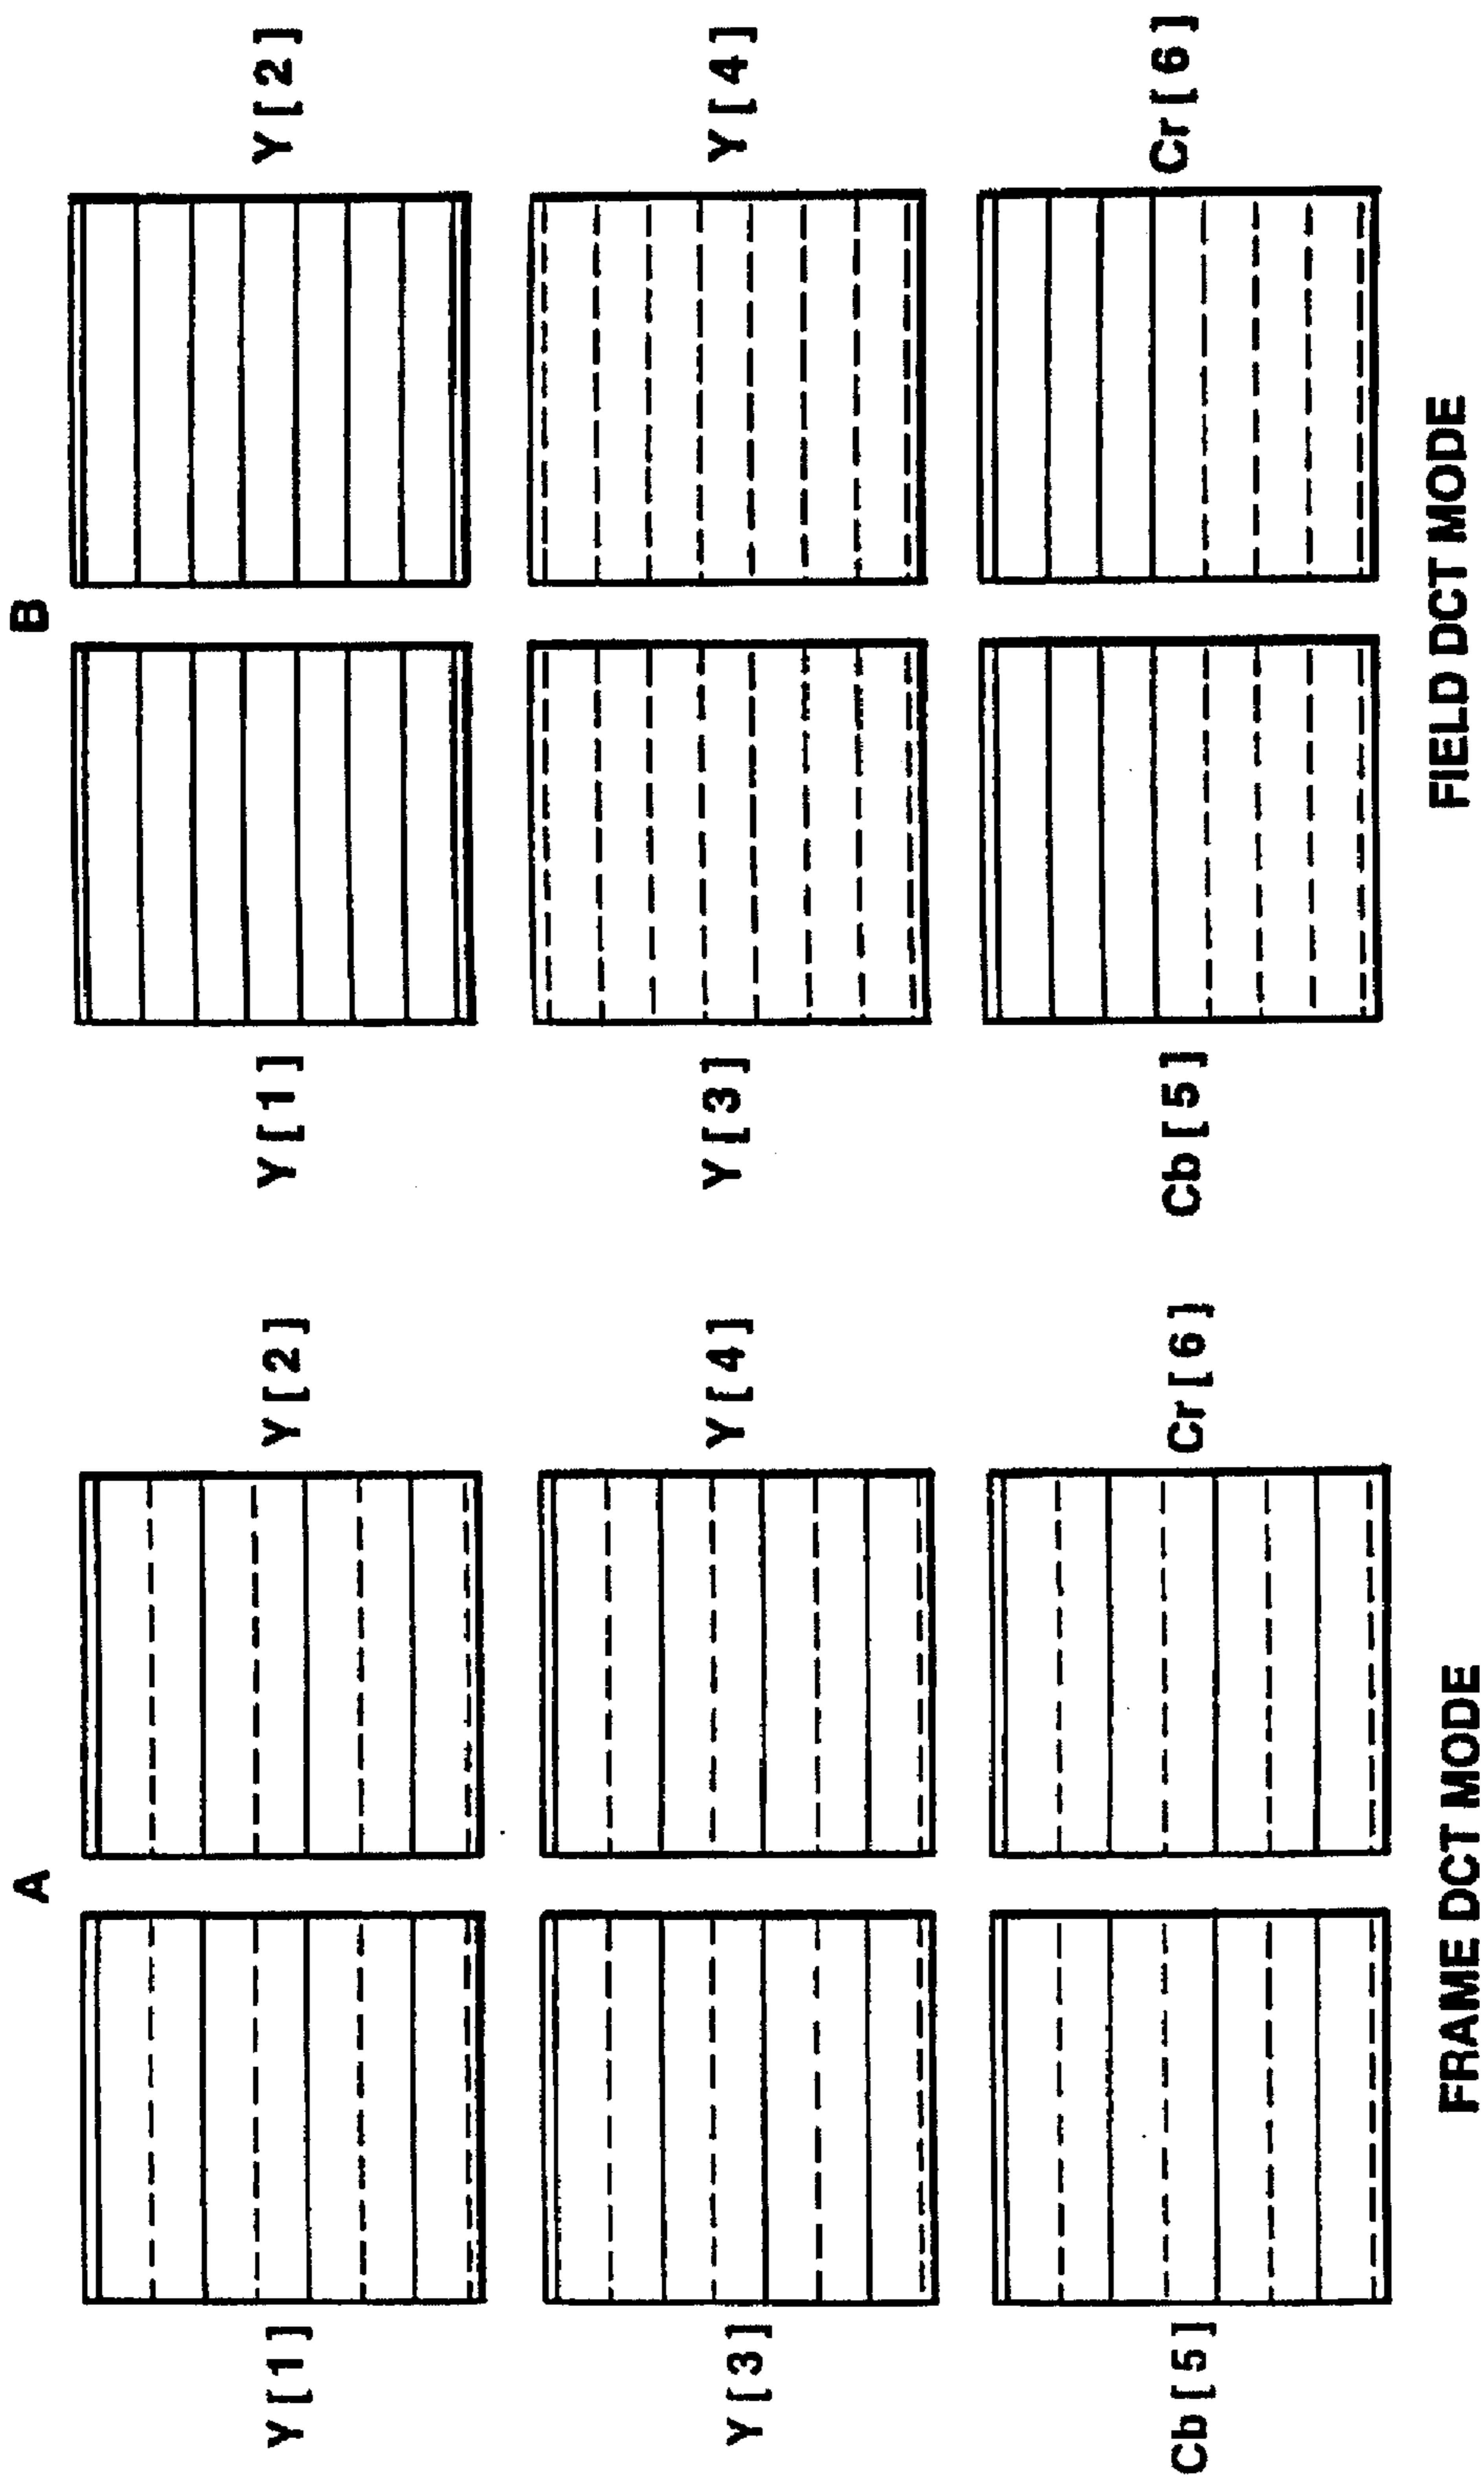 A
Y [ 1 ]
Y [ 2 ]
Y [ 3 ]
Y [ 4 ]
Cb [ 5 ]
Cr [ 6 ]
FRAME DCT MODE
B
Y [ 1 ]
Y [ 2 ]
Y [ 3 ]
Y [ 4 ]
Cb [ 5 ]
Cr [ 6 ]
FIELD DCT MODE